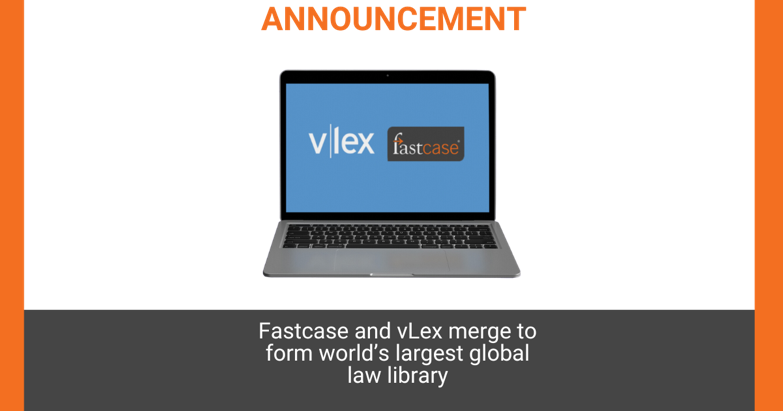 ANNOUNCEMENT
v|lex fastcase
Fastcase and vLex merge to
form world's largest global
law library